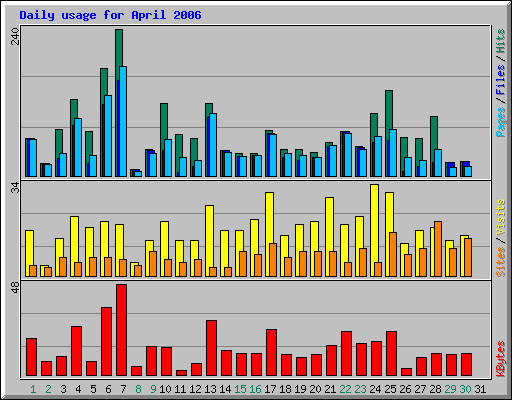 Daily usage for April 2006
240
Pages / Files / Hits
34
Sites / Visits
48
KBytes
1 2 3 4 5 6 7 8 9 10 11 12 13 14 15 16 17 18 19 20 21 22 23 24 25 26 27 28 29 30 31